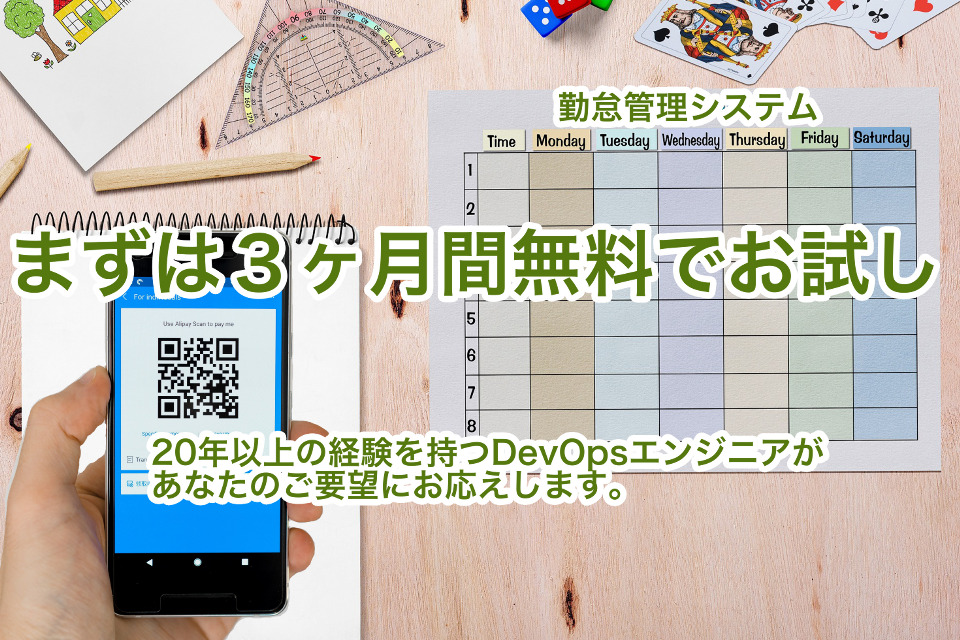 勤怠管理システム
Time Monday Tuesday Wednesday Thursday Friday Saturday
1
2
まずは３ヶ月間無料でお試し
For individuals
5
Use Alipay Scan to pay me
6
7
8
20年以上の経験を持つDevOpsエンジニアが
あなたのご要望にお応えします。